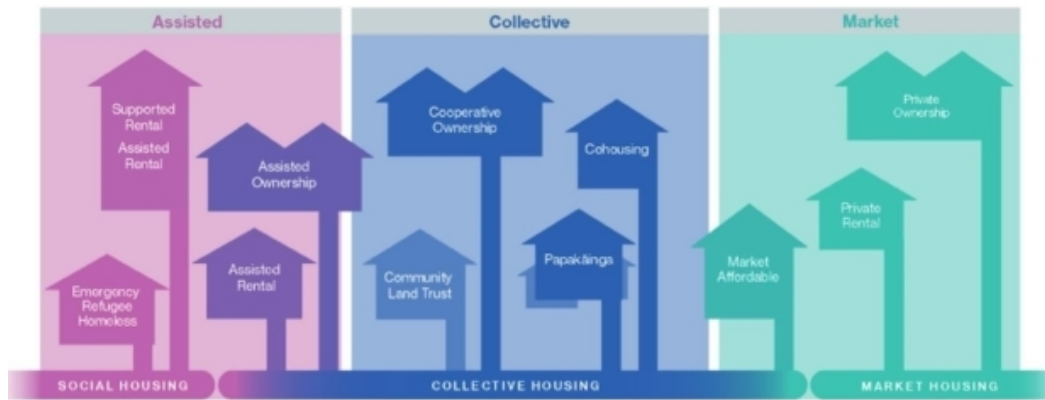 Assisted
Collective
Market
Supported
Rental
Assisted
Rental
Assisted
Ownership
Emergency
Refugee
Homeless
Assisted
Rental
Cooperative
Ownership
Cohousing
Community
Land Trust
Papakāinga
Private
Ownership
Private
Rental
Market
Affordable
SOCIAL HOUSING
COLLECTIVE HOUSING
MARKET HOUSING